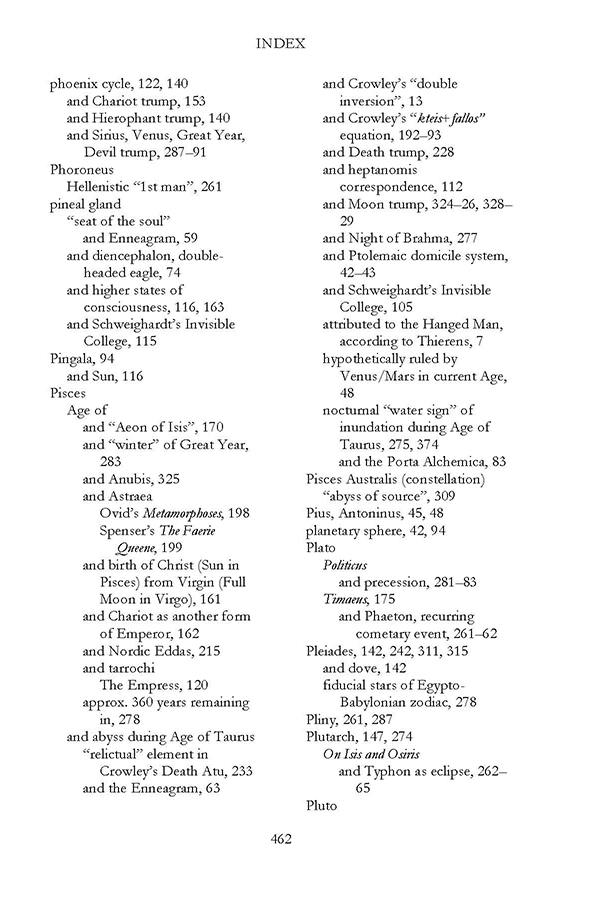 INDEX
phoenix cycle, 122, 140
and Chariot trump, 153
and Hierophant trump, 140
and Sirius, Venus, Great Year,
Devil trump, 287–91
Phoroneus
Hellenistic “1st man”, 261
pineal gland
“seat of the soul”
and Enneagram, 59
and diencephalon, double-
headed eagle, 74
and higher states of
consciousness, 116, 163
and Schweighardt’s Invisible
College, 115
Pingala, 94
and Sun, 116
Pisces
Age of
and “Aeon of Isis”, 170
and “winter” of Great Year,
283
and Anubis, 325
and Astraea
Ovid’s Metamorphoses, 198
Spenser’s The Faerie
Queene, 199
and birth of Christ (Sun in
Pisces) from Virgin (Full
Moon in Virgo), 161
and Chariot as another form
of Emperor, 162
and Nordic Eddas, 215
and tarrochi
The Empress, 120
approx. 360 years remaining
in, 278
and abyss during Age of Taurus
“relictual” element in
Crowley’s Death Atu, 233
and the Enneagram, 63
and Crowley’s “double
inversion”, 13
and Crowley’s “kteis+fallos”
equation, 192–93
and Death trump, 228
and heptanomis
correspondence, 112
and Moon trump, 324–26, 328–
29
and Night of Brahma, 277
and Ptolemaic domicile system,
42–43
and Schweighardt’s Invisible
College, 105
attributed to the Hanged Man,
according to Thierens, 7
hypothetically ruled by
Venus/Mars in current Age,
48
nocturnal “water sign” of
inundation during Age of
Taurus, 275, 374
and the Porta Alchemica, 83
Pisces Australis (constellation)
“abyss of source”, 309
Pius, Antoninus, 45, 48
planetary sphere, 42, 94
Plato
Politicus
and precession, 281–83
Timaeus, 175
and Phaeton, recurring
cometary event, 261–62
Pleiades, 142, 242, 311, 315
and dove, 142
fiducial stars of Egypto-
Babylonian zodiac, 278
Pliny, 261, 287
Plutarch, 147, 274
On Isis and Osiris
and Typhon as eclipse, 262–
65
Pluto
462